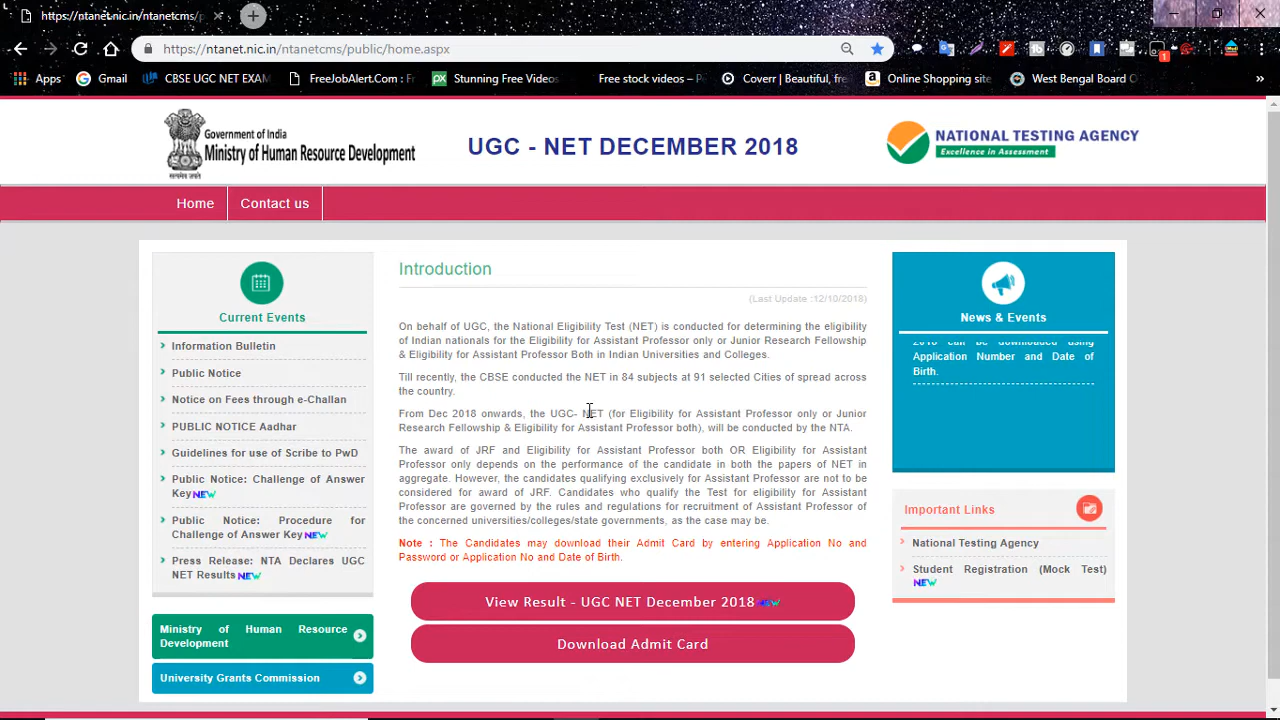 https://ntanet.nic.in/ntanetcms/p
https://ntanet.nic.in/ntanetcms/public/home.aspx
Apps
Gmail
CBSE UGC NET EXAM
FreeJobAlert.Com : F
Stunning Free Videos
Free stock videos – P
Coverr | Beautiful, fre
Online Shopping site
West Bengal Board O
1
Government of India
Ministry of Human Resource Development
UGC - NET DECEMBER 2018
NATIONAL TESTING AGENCY
Excellence in Assessment
Home
Contact us
Current Events
Information Bulletin
Public Notice
Notice on Fees through e-Challan
PUBLIC NOTICE Aadhar
Guidelines for use of Scribe to PwD
Public Notice: Challenge of Answer
Key NEW
Public Notice: Procedure for
Challenge of Answer Key NEW
Press Release: NTA Declares UGC
NET Results NEW
Ministry of Human Resource
Development
University Grants Commission
Introduction
(Last Update :12/10/2018)
On behalf of UGC, the National Eligibility Test (NET) is conducted for determining the eligibility
of Indian nationals for the Eligibility for Assistant Professor only or Junior Research Fellowship
& Eligibility for Assistant Professor Both in Indian Universities and Colleges.
Till recently, the CBSE conducted the NET in 84 subjects at 91 selected Cities of spread across
the country.
From Dec 2018 onwards, the UGC- NET (for Eligibility for Assistant Professor only or Junior
Research Fellowship & Eligibility for Assistant Professor both), will be conducted by the NTA.
The award of JRF and Eligibility for Assistant Professor both OR Eligibility for Assistant
Professor only depends on the performance of the candidate in both the papers of NET in
aggregate. However, the candidates qualifying exclusively for Assistant Professor are not to be
considered for award of JRF. Candidates who qualify the Test for eligibility for Assistant
Professor are governed by the rules and regulations for recruitment of Assistant Professor of
the concerned universities/colleges/state governments, as the case may be.
Note : The Candidates may download their Admit Card by entering Application No and
Password or Application No and Date of Birth.
View Result - UGC NET December 2018 NEW
Download Admit Card
News & Events
2018 can be downloaded using
Application Number and Date of
Birth.
Important Links
National Testing Agency
Student Registration (Mock Test)
NEW